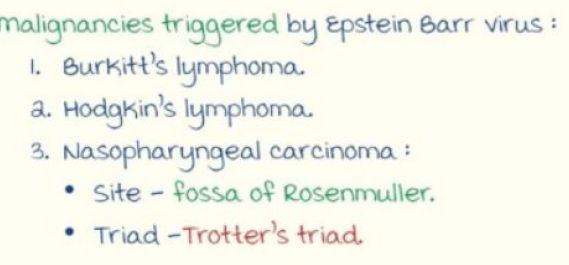 malignancies triggered by Epstein Barr virus :
1. Burkitt's lymphoma.
2. Hodgkin's lymphoma.
3. Nasopharyngeal carcinoma :
• Site - fossa of Rosenmuller.
• Triad - Trotter's triad.